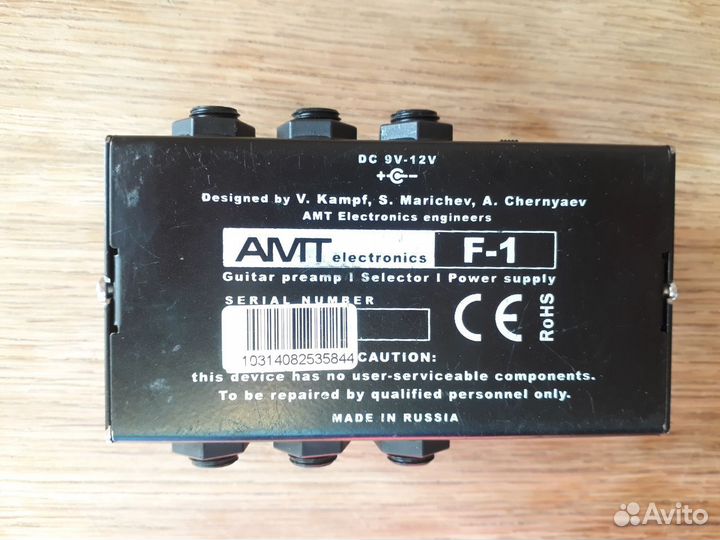 DC 9V-12V
Designed by V. Kampf, S. Marichev, A. Chernyaev
AMT Electronics engineers
AMT electronics F-1
Guitar preamp I Selector I Power supply
SERIAL NUMBER
CE RoHS
10314082535844
CAUTION:
this device has no user-serviceable components.
To be repaired by qualified personnel only.
MADE IN RUSSIA
Avito